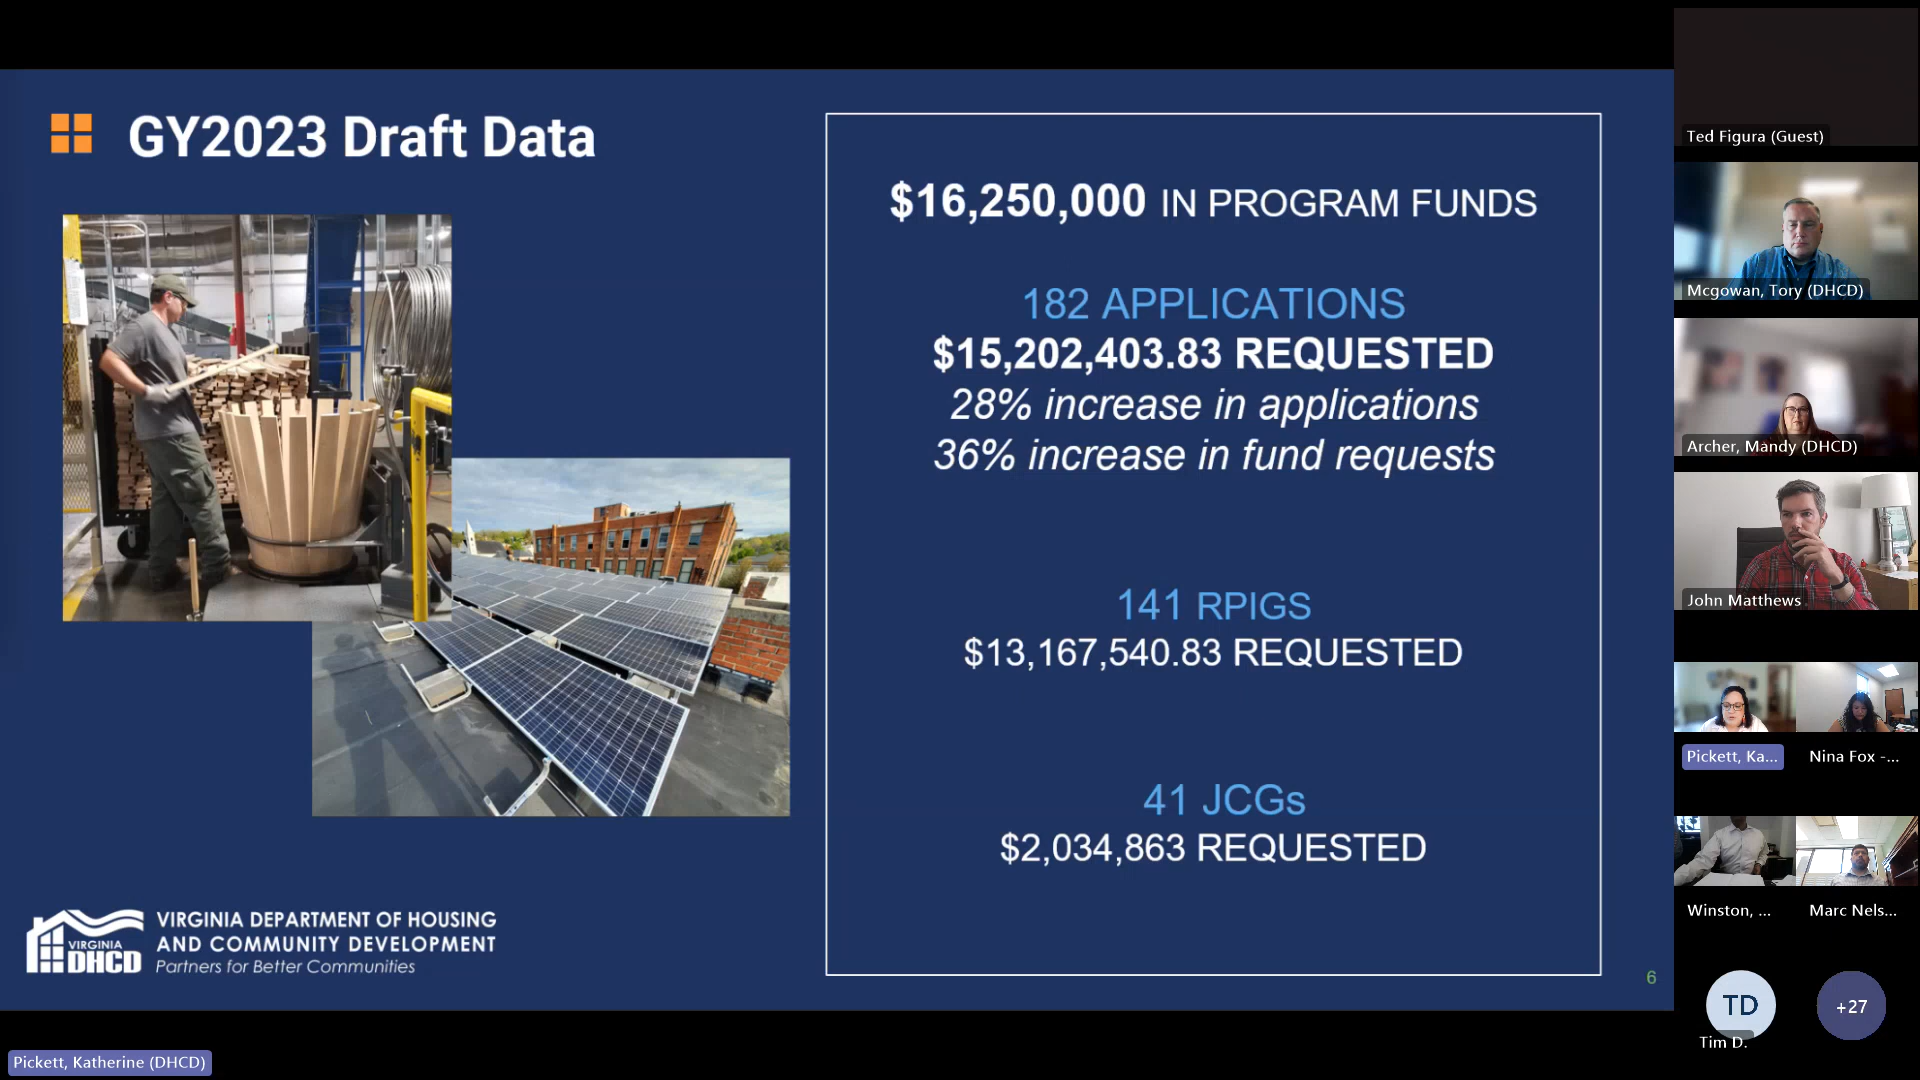 GY2023 Draft Data
$16,250,000 IN PROGRAM FUNDS
182 APPLICATIONS
$15,202,403.83 REQUESTED
28% increase in applications
36% increase in fund requests
141 RPIGS
$13,167,540.83 REQUESTED
41 JCGs
$2,034,863 REQUESTED
VIRGINIA
DHCD
VIRGINIA DEPARTMENT OF HOUSING
AND COMMUNITY DEVELOPMENT
Partners for Better Communities
6
Pickett, Katherine (DHCD)
Ted Figura (Guest)
Mcgowan, Tory (DHCD)
Archer, Mandy (DHCD)
John Matthews
Pickett, Ka...
Nina Fox -...
Winston, ...
Marc Nels...
TD
Tim D.
+27